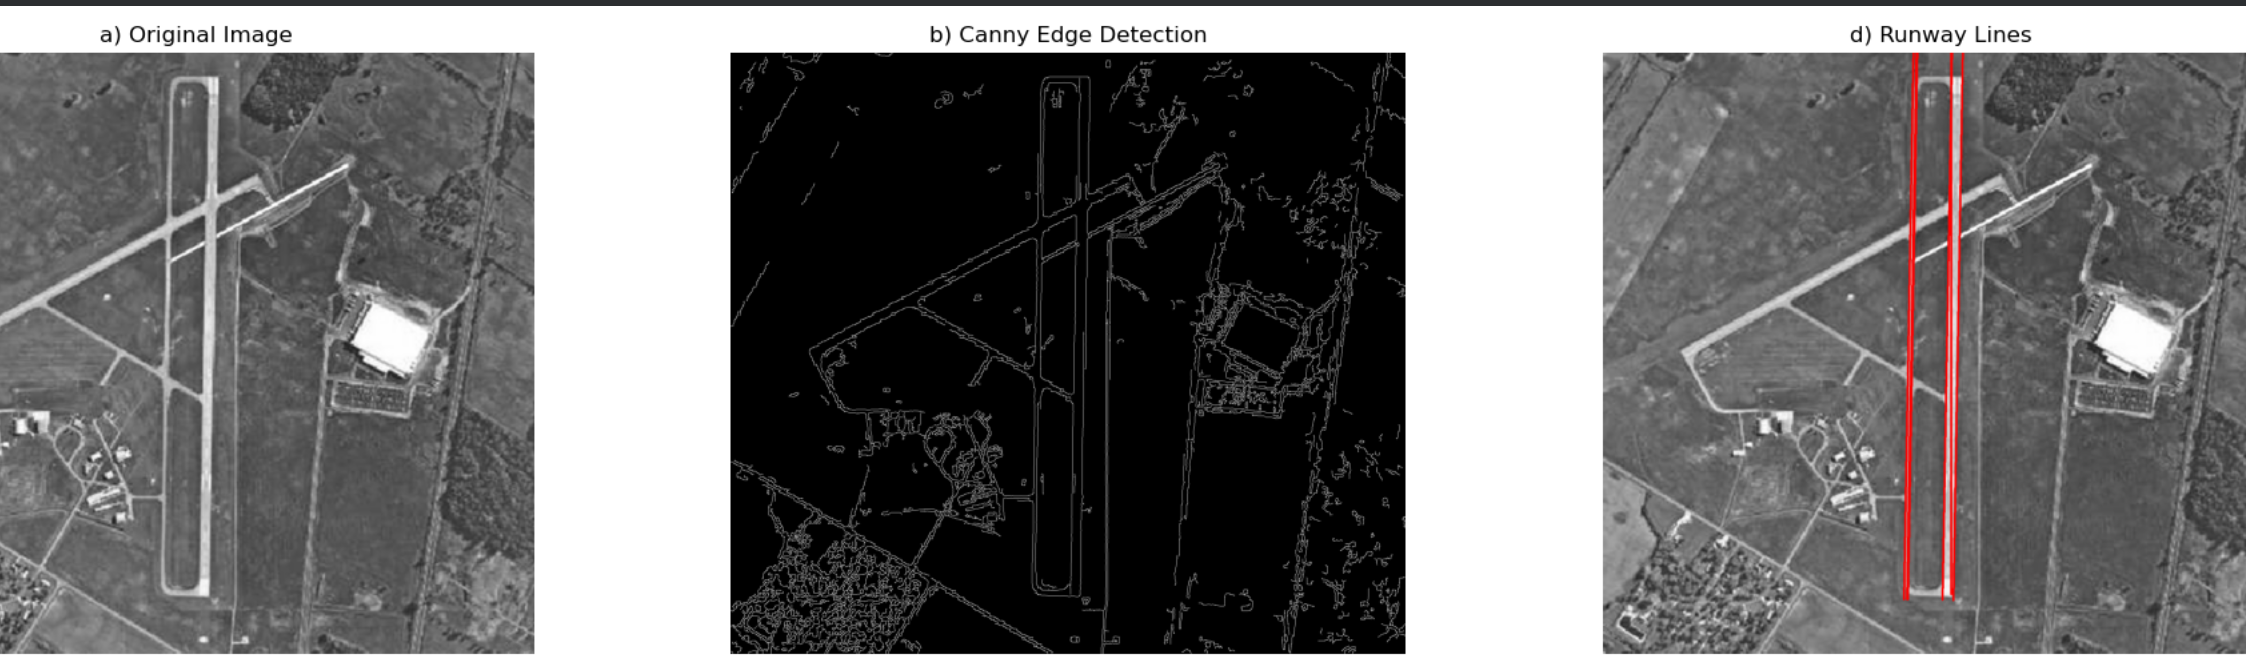 a) Original Image
b) Canny Edge Detection
d) Runway Lines